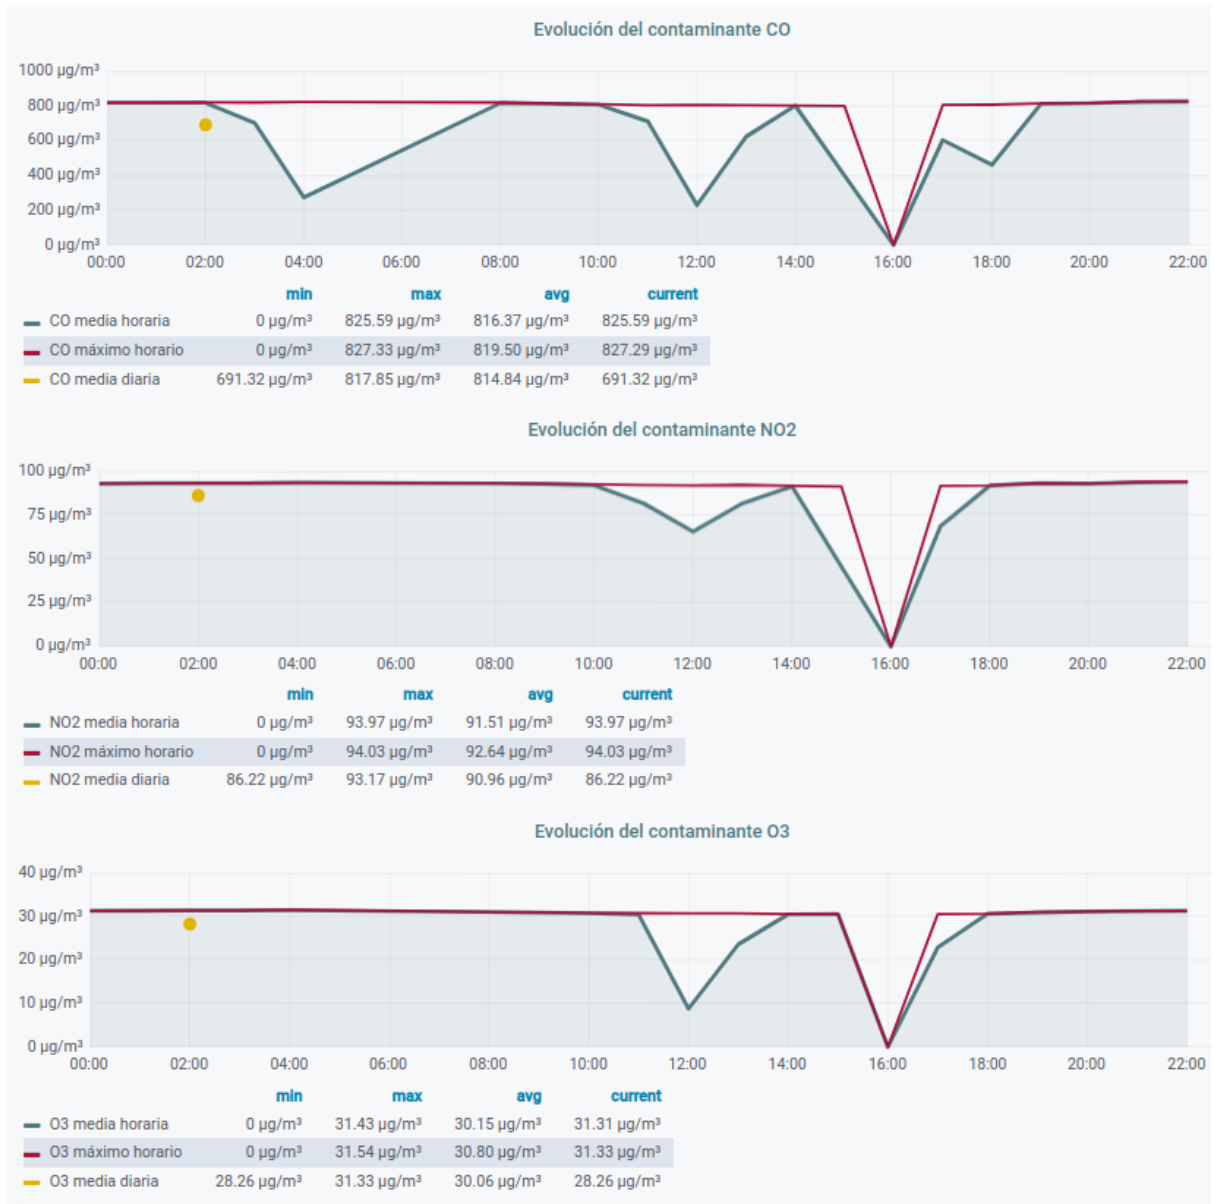 Evolución del contaminante CO
1000 µg/m³
800 µg/m³
600 µg/m³
400 µg/m³
200 µg/m³
0 µg/m³
00:00 02:00 04:00 06:00 08:00 10:00 12:00 14:00 16:00 18:00 20:00 22:00
min max avg current
CO media horaria 0 µg/m³ 825.59 µg/m³ 816.37 µg/m³ 825.59 µg/m³
CO máximo horario 0 µg/m³ 827.33 µg/m³ 819.50 µg/m³ 827.29 µg/m³
CO media diaria 691.32 µg/m³ 817.85 µg/m³ 814.84 µg/m³ 691.32 µg/m³
Evolución del contaminante NO2
100 µg/m³
75 µg/m³
50 µg/m³
25 µg/m³
0 µg/m³
00:00 02:00 04:00 06:00 08:00 10:00 12:00 14:00 16:00 18:00 20:00 22:00
min max avg current
NO2 media horaria 0 µg/m³ 93.97 µg/m³ 91.51 µg/m³ 93.97 µg/m³
NO2 máximo horario 0 µg/m³ 94.03 µg/m³ 92.64 µg/m³ 94.03 µg/m³
NO2 media diaria 86.22 µg/m³ 93.17 µg/m³ 90.96 µg/m³ 86.22 µg/m³
Evolución del contaminante O3
40 µg/m³
30 µg/m³
20 µg/m³
10 µg/m³
0 µg/m³
00:00 02:00 04:00 06:00 08:00 10:00 12:00 14:00 16:00 18:00 20:00 22:00
min max avg current
O3 media horaria 0 µg/m³ 31.43 µg/m³ 30.15 µg/m³ 31.31 µg/m³
O3 máximo horario 0 µg/m³ 31.54 µg/m³ 30.80 µg/m³ 31.33 µg/m³
O3 media diaria 28.26 µg/m³ 31.33 µg/m³ 30.06 µg/m³ 28.26 µg/m³